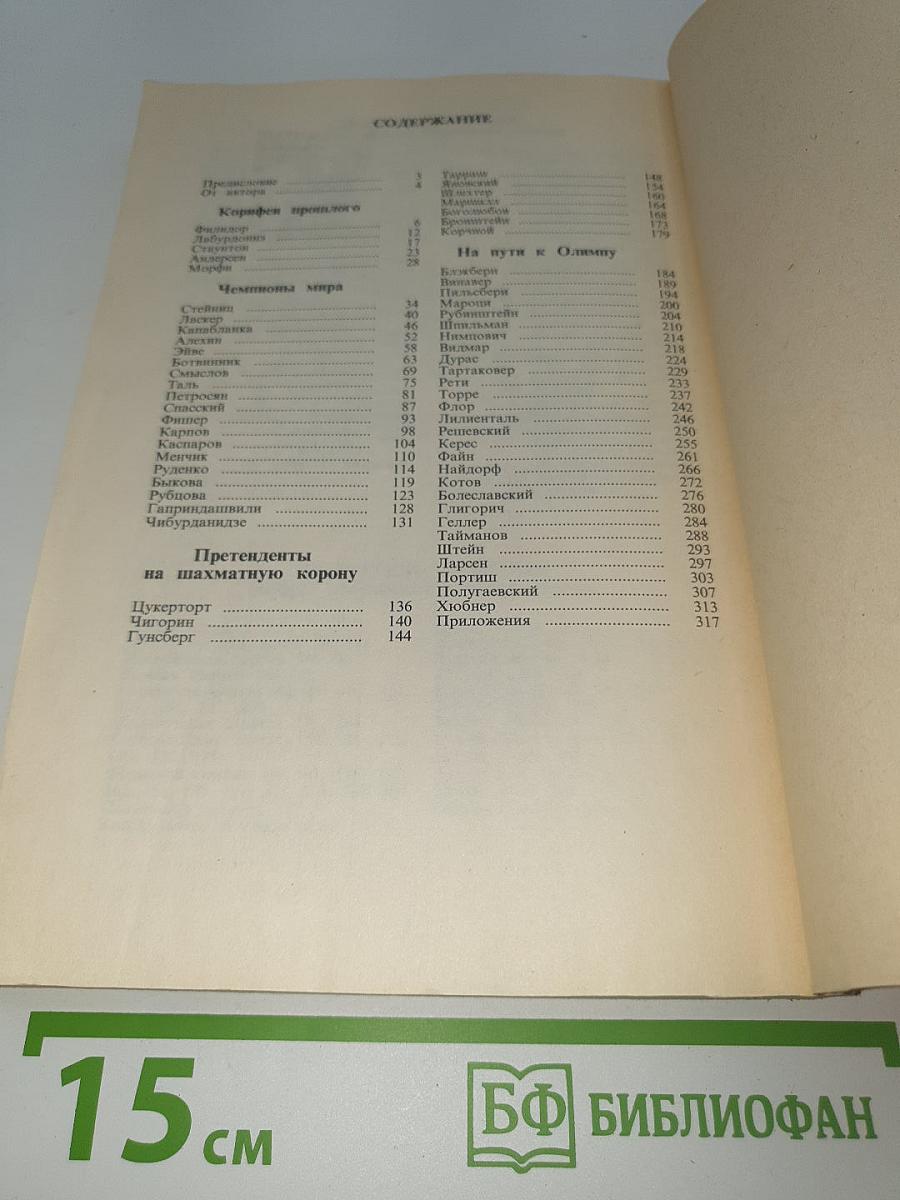 СОДЕРЖАНИЕ
Предисловие 3
От автора 4
Корифеи прошлого
Филидор 6
Лабурдоннэ 12
Стаунтон 17
Андерсен 23
Морфи 28
Чемпионы мира
Стейниц 34
Ласкер 40
Капабланка 46
Алехин 52
Эйве 58
Ботвинник 63
Смыслов 69
Таль 75
Петросян 81
Спасский 87
Фишер 93
Карпов 98
Каспаров 104
Менчик 110
Руденко 114
Быкова 119
Рубцова 123
Гаприндашвили 128
Чибурданидзе 131
Претенденты
на шахматную корону
Цукерторт 136
Чигорин 140
Гунсберг 144
Тарраш 148
Яновский 154
Шлехтер 160
Маршалл 164
Боголюбов 168
Бронштейн 173
Корчной 179
На пути к Олимпу
Блэкберн 184
Винавер 189
Пильсбери 194
Мароци 200
Рубинштейн 204
Шпильман 210
Нимцович 214
Видмар 218
Дурас 224
Тартаковер 229
Рети 233
Торре 237
Флор 242
Лилиенталь 246
Решевский 250
Керес 255
Файн 261
Найдорф 266
Котов 272
Болеславский 276
Глигорич 280
Геллер 284
Тайманов 288
Штейн 293
Ларсен 297
Портиш 303
Полугаевский 307
Хюбнер 313
Приложения 317
15 см
БФ БИБЛИОФАН